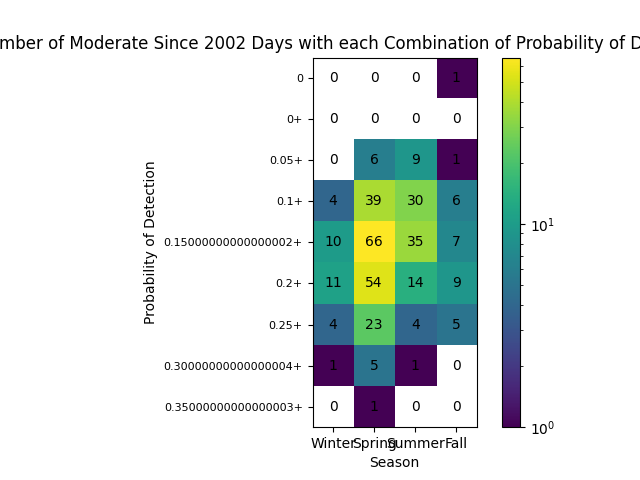 mber of Moderate Since 2002 Days with each Combination of Probability of D
0 0 0 0 1
0+ 0 0 0 0
0.05+ 0 6 9 1
0.1+ 4 39 30 6
0.15000000000000002+ 10 66 35 7
0.2+ 11 54 14 9
0.25+ 4 23 4 5
0.30000000000000004+ 1 5 1 0
0.35000000000000003+ 0 1 0 0
Winter Spring Summer Fall
Season
Probability of Detection
10¹
10⁰